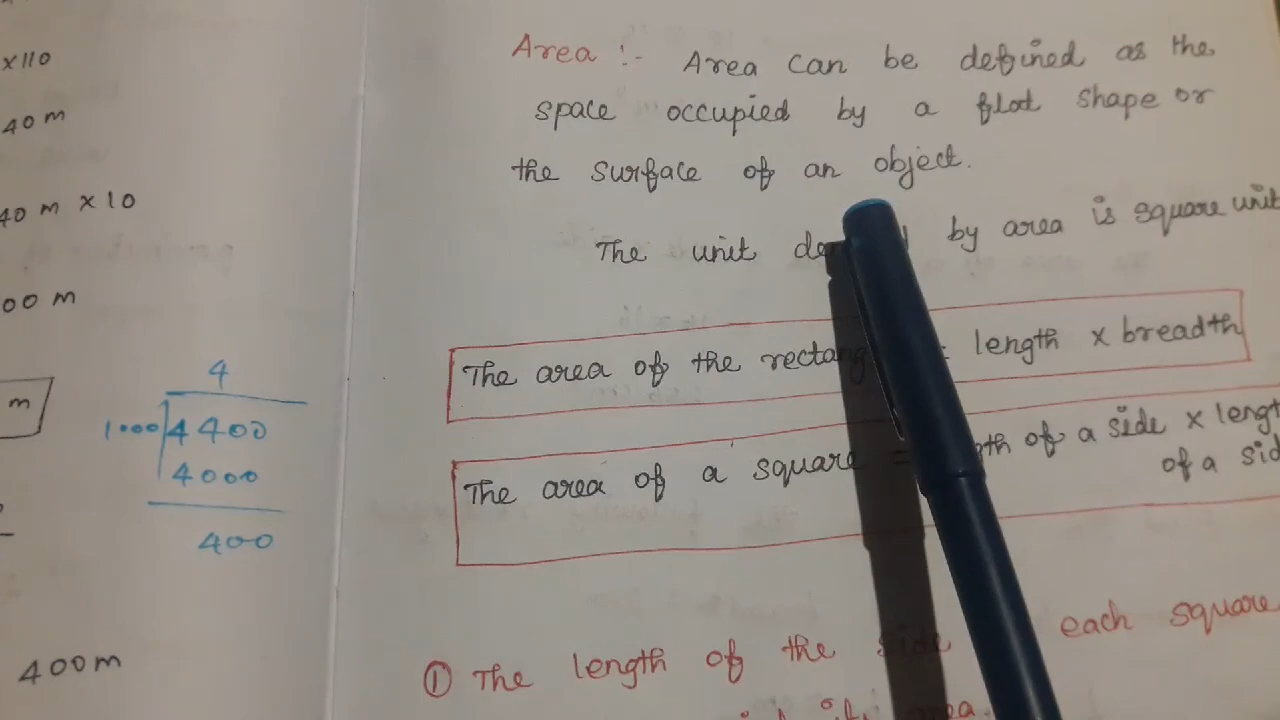 x110
40 m
40 m x 10
00 m
m
4
1000 4400
4000
400
400m
Area :- Area can be defined as the
space occupied by a flat shape or
the surface of an object.
The unit by area is square unit
The area of the length x breadth
The area of a square = of a side x lengt
of a sid
① The length of the side each square
area.